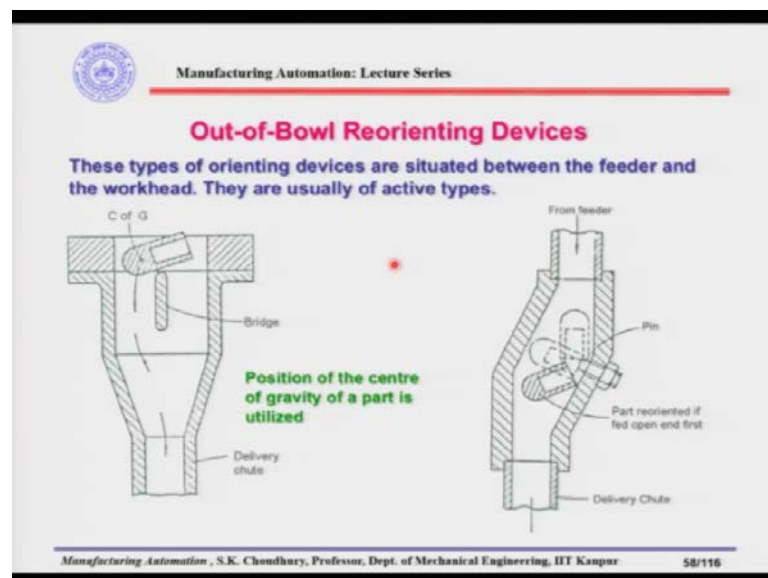 Manufacturing Automation: Lecture Series
Out-of-Bowl Reorienting Devices
These types of orienting devices are situated between the feeder and
the workhead. They are usually of active types.
C of G
Bridge
Position of the centre
of gravity of a part is
utilized
Delivery
chute
From feeder
Pin
Part reoriented if
fed open end first
Delivery Chute
Manufacturing Automation , S.K. Choudhury, Professor, Dept. of Mechanical Engineering, IIT Kanpur
58/116